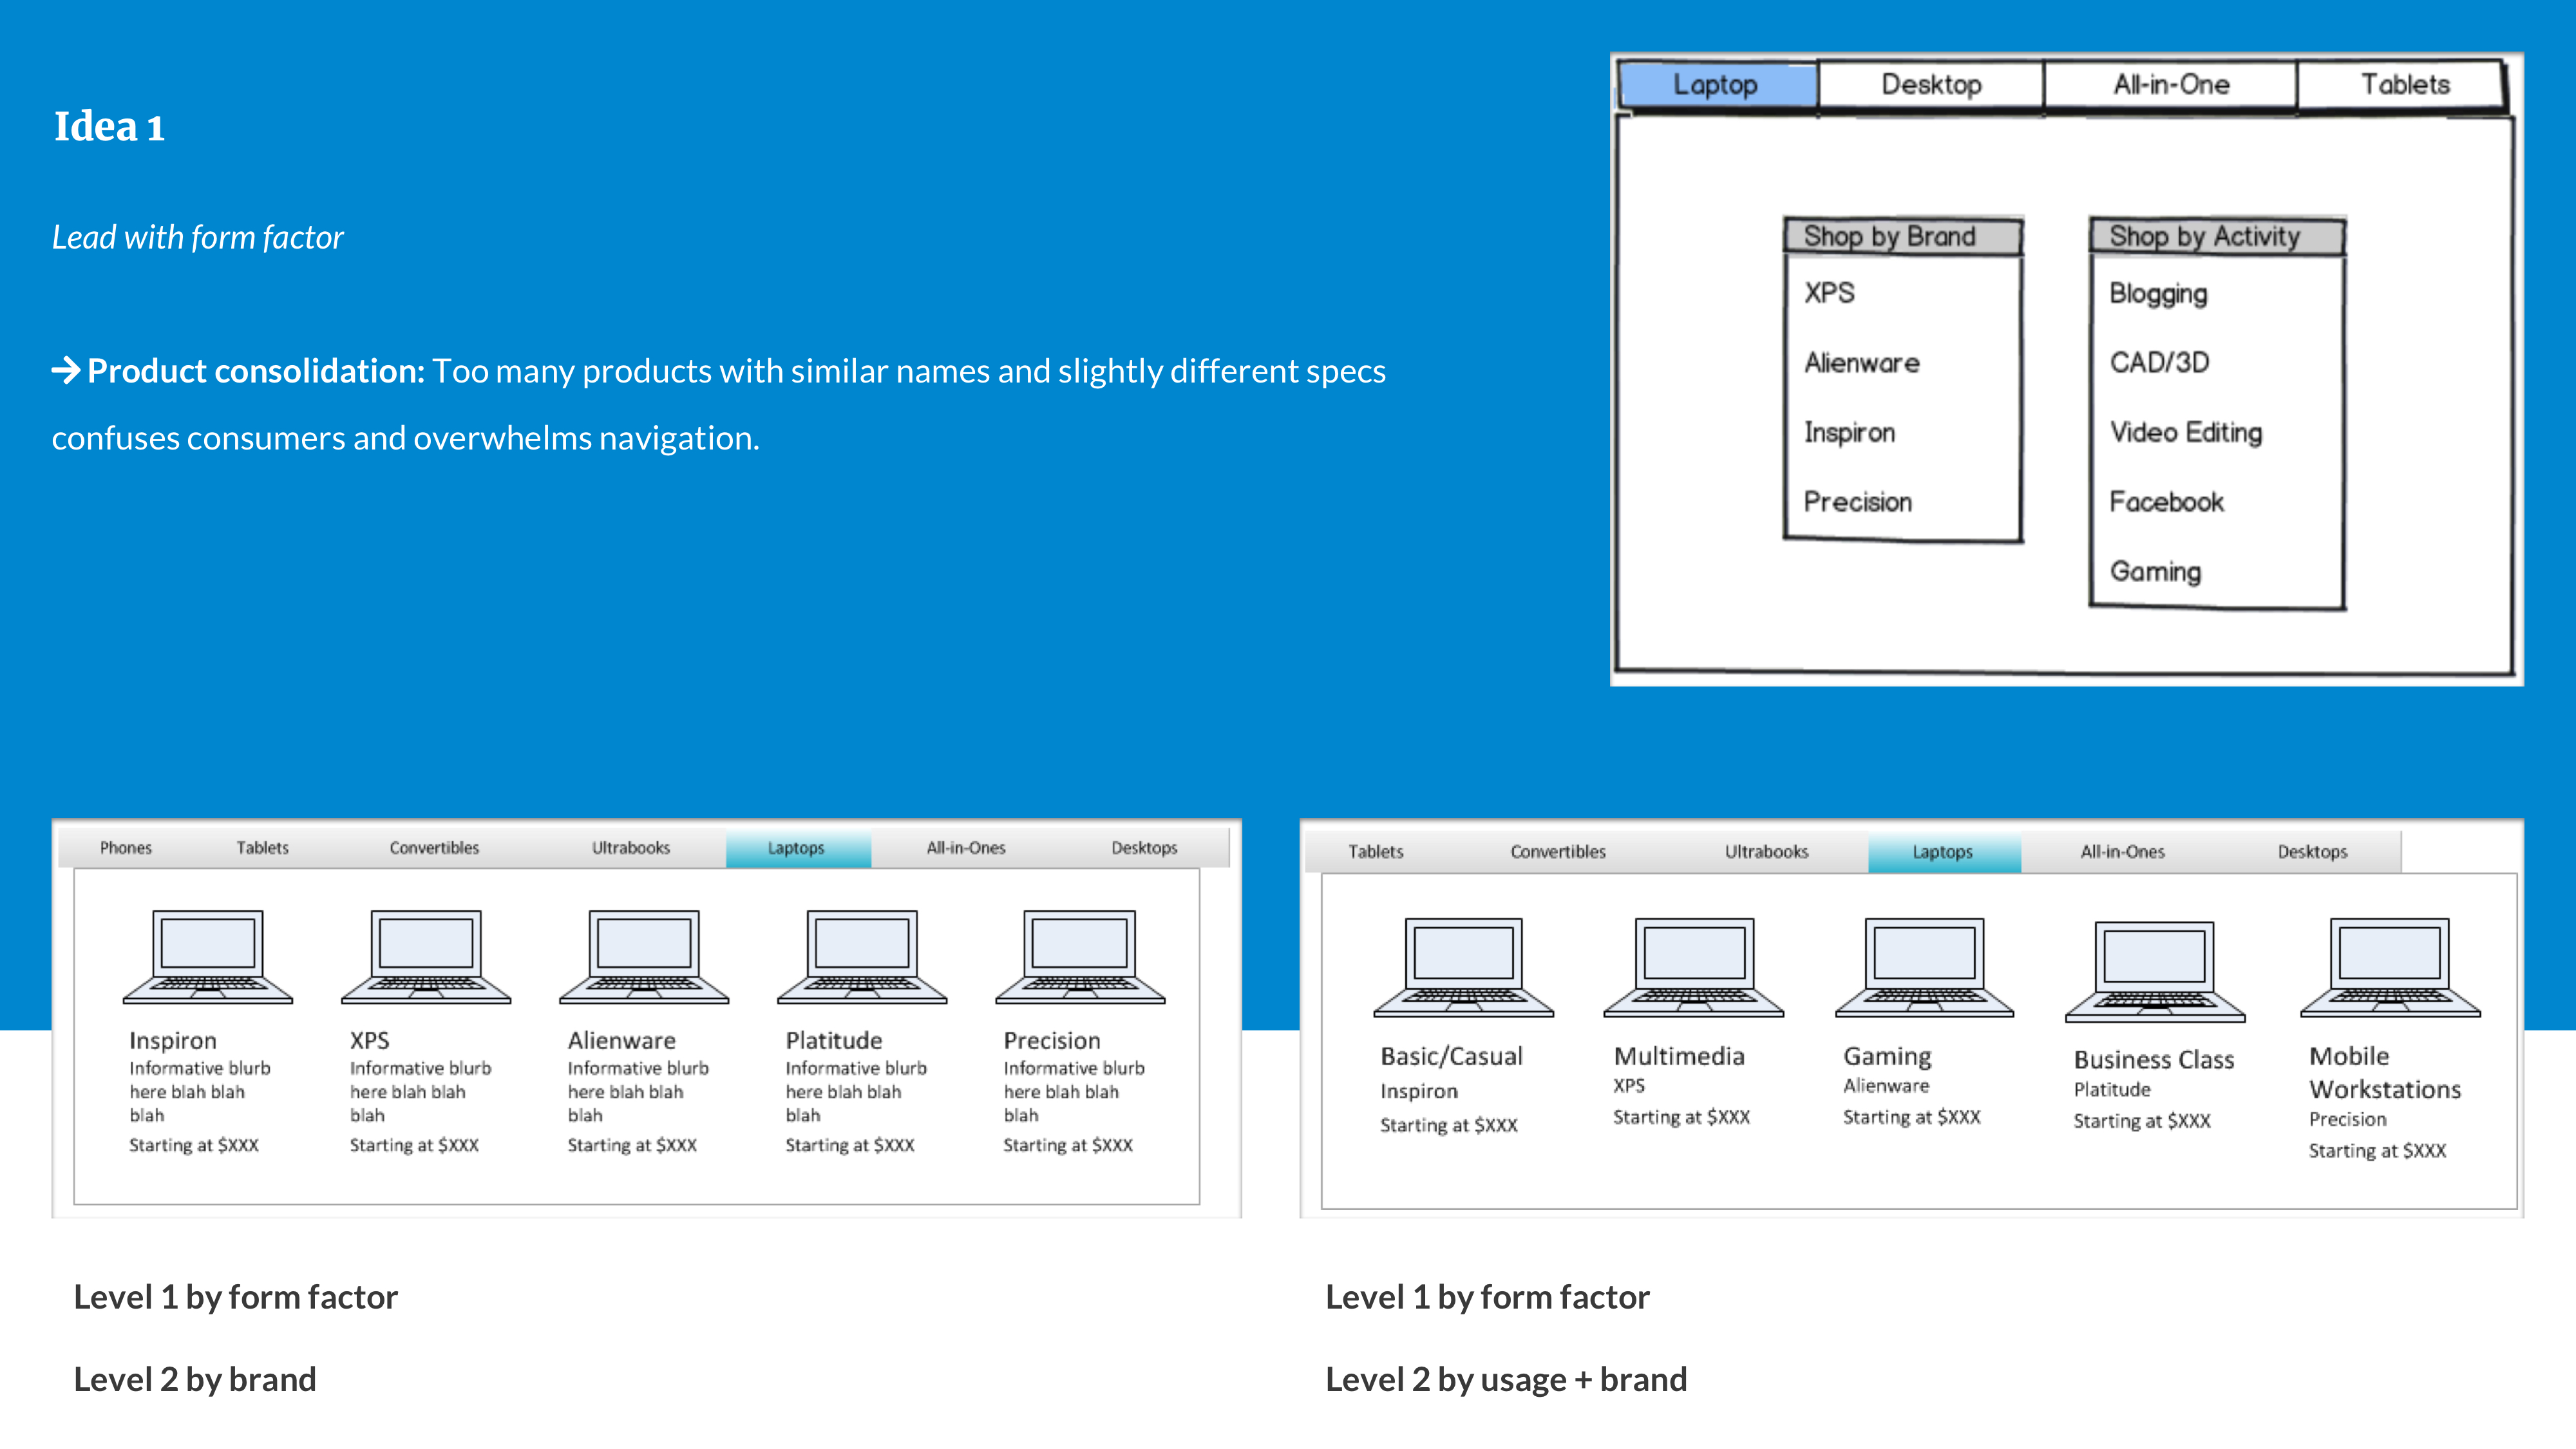 Idea 1
Lead with form factor
→ Product consolidation: Too many products with similar names and slightly different specs
confuses consumers and overwhelms navigation.
Laptop Desktop All-in-One Tablets
Shop by Brand
XPS
Alienware
Inspiron
Precision
Shop by Activity
Blogging
CAD/3D
Video Editing
Facebook
Gaming
Phones Tablets Convertibles Ultrabooks Laptops All-in-Ones Desktops
Inspiron
Informative blurb
here blah blah
blah
Starting at $XXX
XPS
Informative blurb
here blah blah
blah
Starting at $XXX
Alienware
Informative blurb
here blah blah
blah
Starting at $XXX
Platitude
Informative blurb
here blah blah
blah
Starting at $XXX
Precision
Informative blurb
here blah blah
blah
Starting at $XXX
Level 1 by form factor
Level 2 by brand
Tablets Convertibles Ultrabooks Laptops All-in-Ones Desktops
Basic/Casual
Inspiron
Starting at $XXX
Multimedia
XPS
Starting at $XXX
Gaming
Alienware
Starting at $XXX
Business Class
Platitude
Starting at $XXX
Mobile
Workstations
Precision
Starting at $XXX
Level 1 by form factor
Level 2 by usage + brand